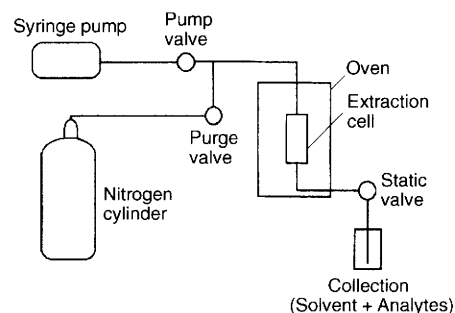 Syringe pump
Pump
valve
Oven
Extraction
cell
Purge
valve
Nitrogen
cylinder
Static
valve
Collection
(Solvent + Analytes)